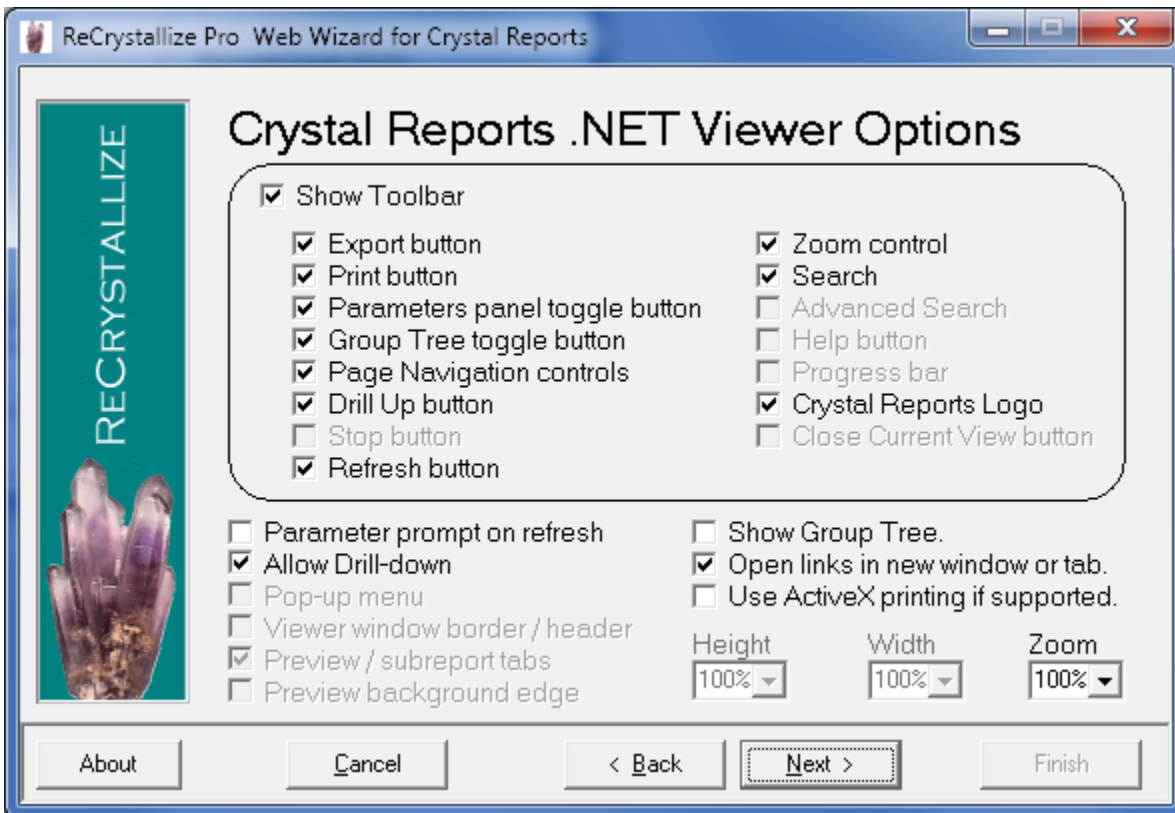 ReCrystallize Pro  Web Wizard for Crystal Reports
RECRYSTALLIZE
Crystal Reports .NET Viewer Options
Show Toolbar
Export button
Print button
Parameters panel toggle button
Group Tree toggle button
Page Navigation controls
Drill Up button
Stop button
Refresh button
Zoom control
Search
Advanced Search
Help button
Progress bar
Crystal Reports Logo
Close Current View button
Parameter prompt on refresh
Allow Drill-down
Pop-up menu
Viewer window border / header
Preview / subreport tabs
Preview background edge
Show Group Tree.
Open links in new window or tab.
Use ActiveX printing if supported.
Height Width Zoom
100% 100% 100%
About Cancel < Back Next > Finish